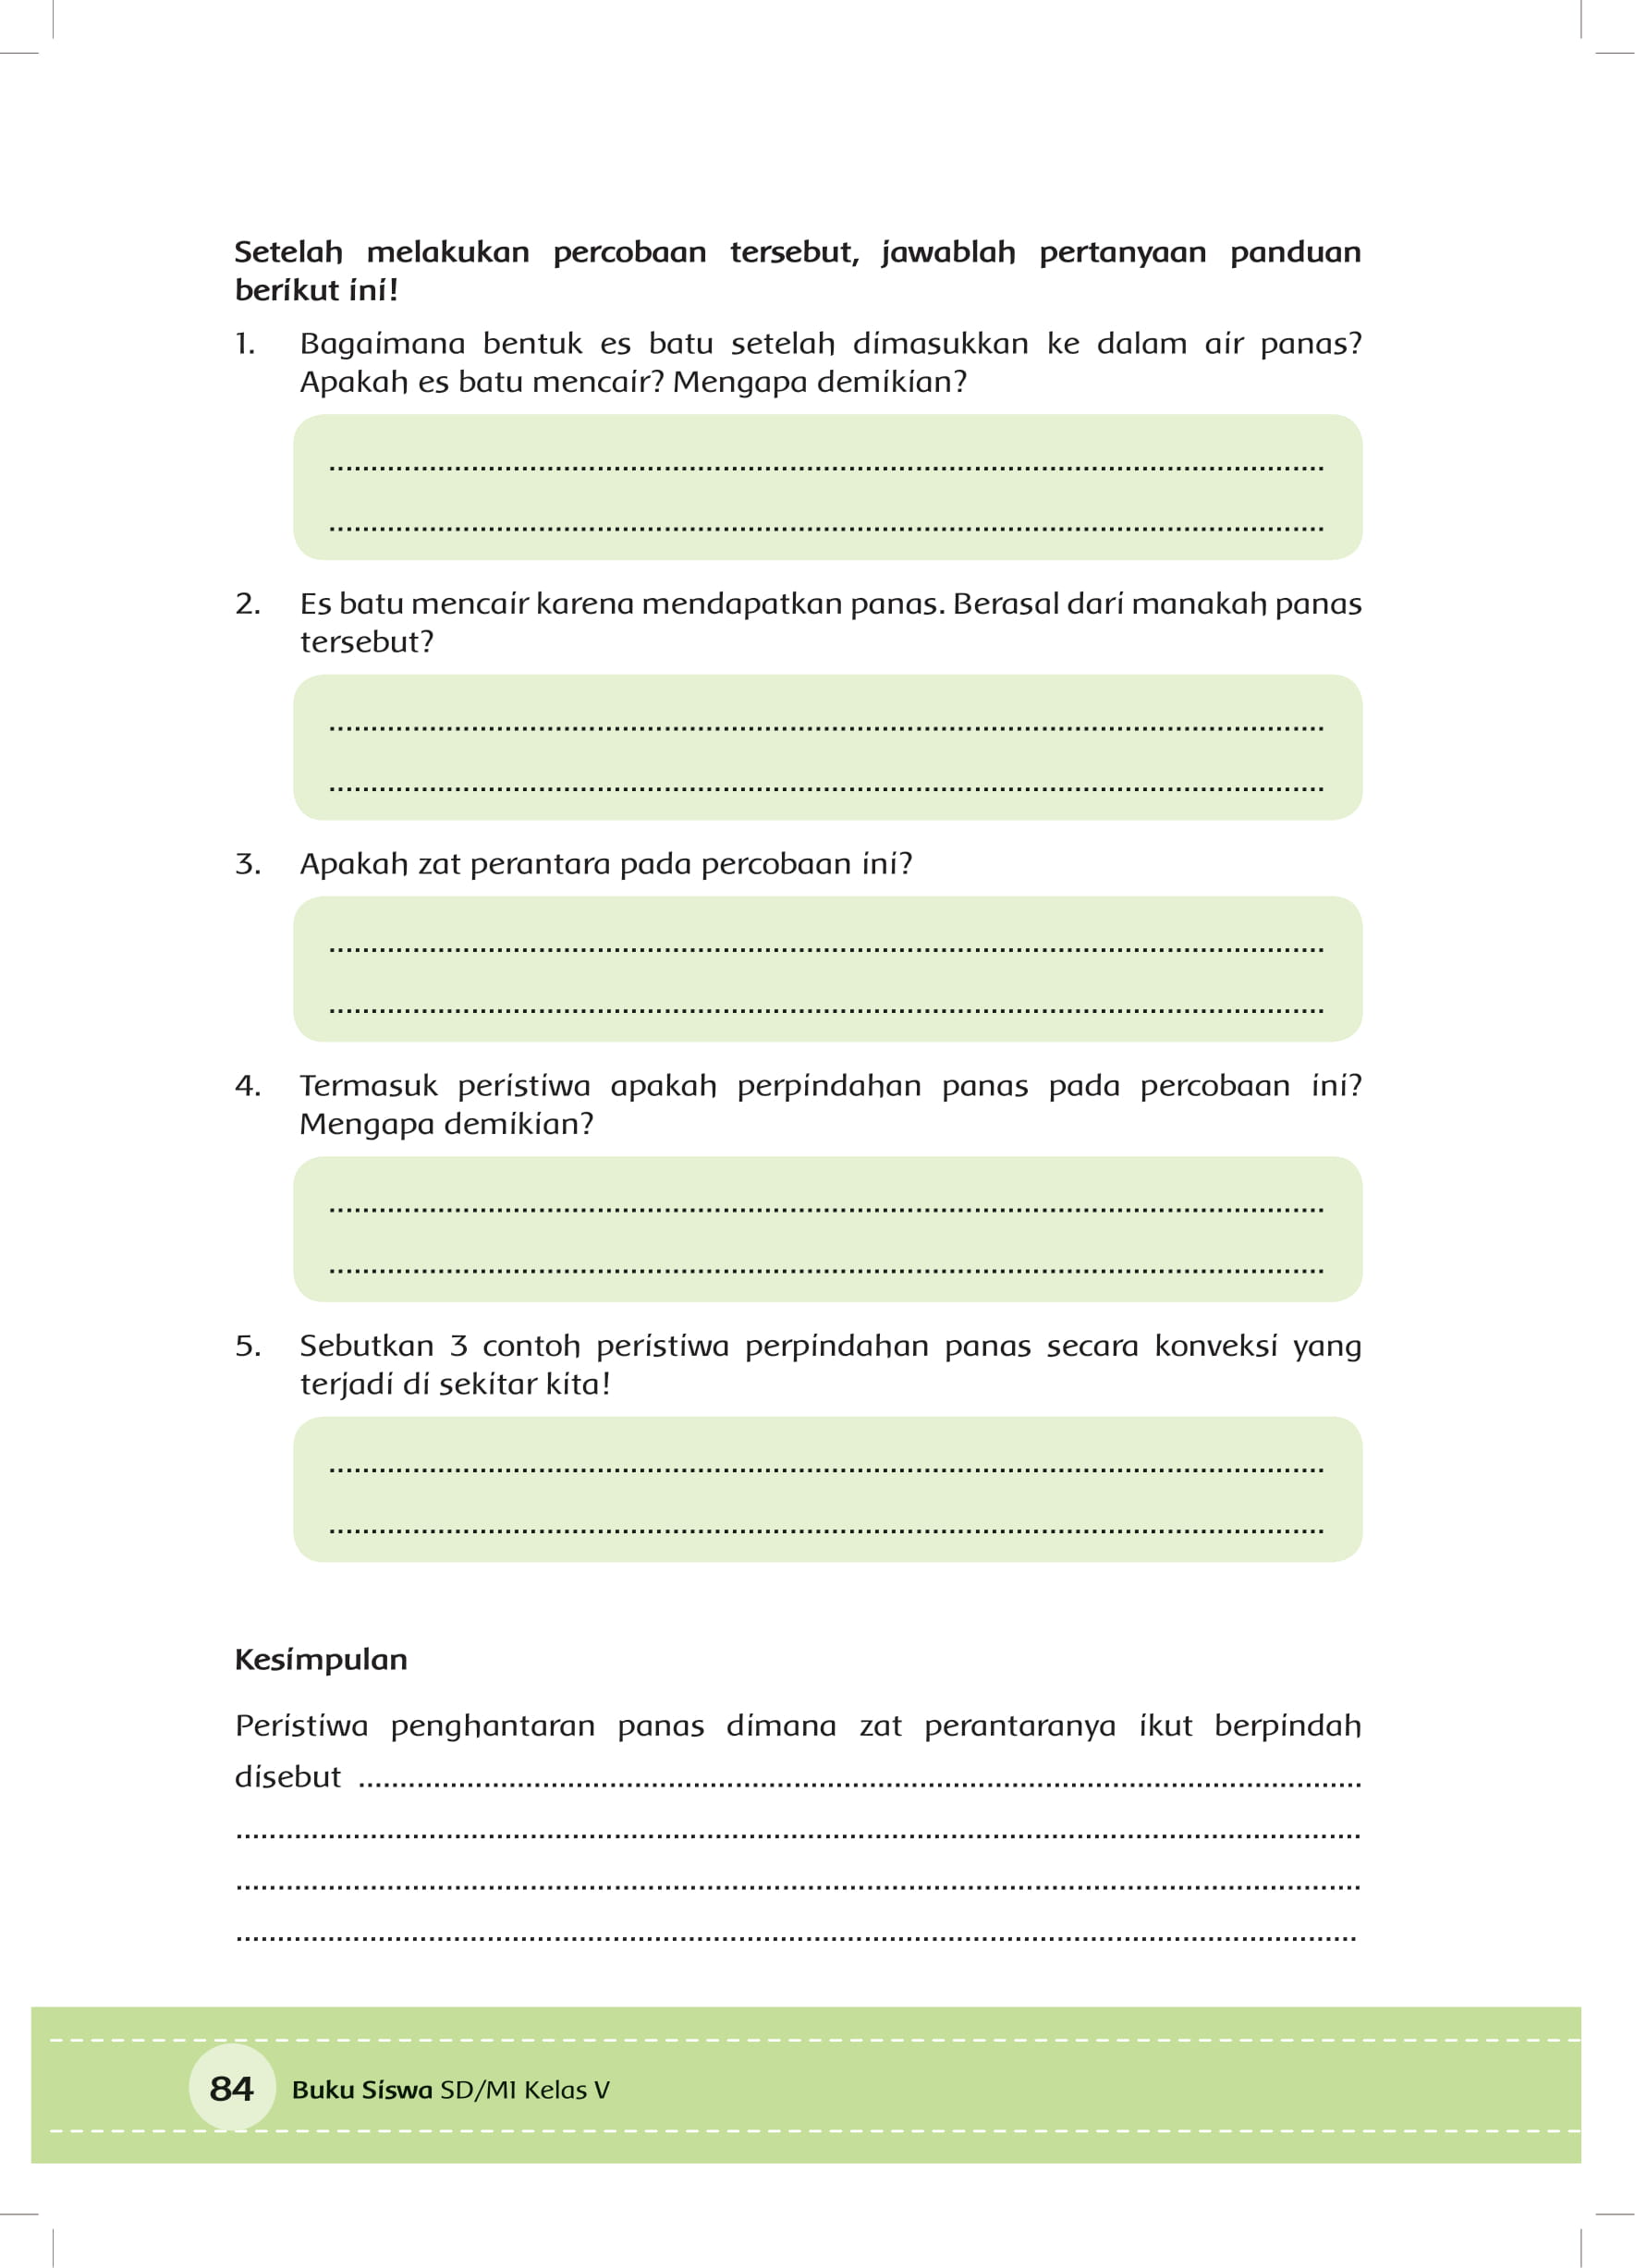 Setelah melakukan percobaan tersebut, jawablah pertanyaan panduan
berikut ini!
1. Bagaimana bentuk es batu setelah dimasukkan ke dalam air panas?
Apakah es batu mencair? Mengapa demikian?
..........................................................................................................................
..........................................................................................................................
2. Es batu mencair karena mendapatkan panas. Berasal dari manakah panas
tersebut?
..........................................................................................................................
..........................................................................................................................
3. Apakah zat perantara pada percobaan ini?
..........................................................................................................................
..........................................................................................................................
4. Termasuk peristiwa apakah perpindahan panas pada percobaan ini?
Mengapa demikian?
..........................................................................................................................
..........................................................................................................................
5. Sebutkan 3 contoh peristiwa perpindahan panas secara konveksi yang
terjadi di sekitar kita!
..........................................................................................................................
..........................................................................................................................
Kesimpulan
Peristiwa penghantaran panas dimana zat perantaranya ikut berpindah
disebut ..........................................................................................................................
..........................................................................................................................
..........................................................................................................................
..........................................................................................................................
84 Buku Siswa SD/MI Kelas V